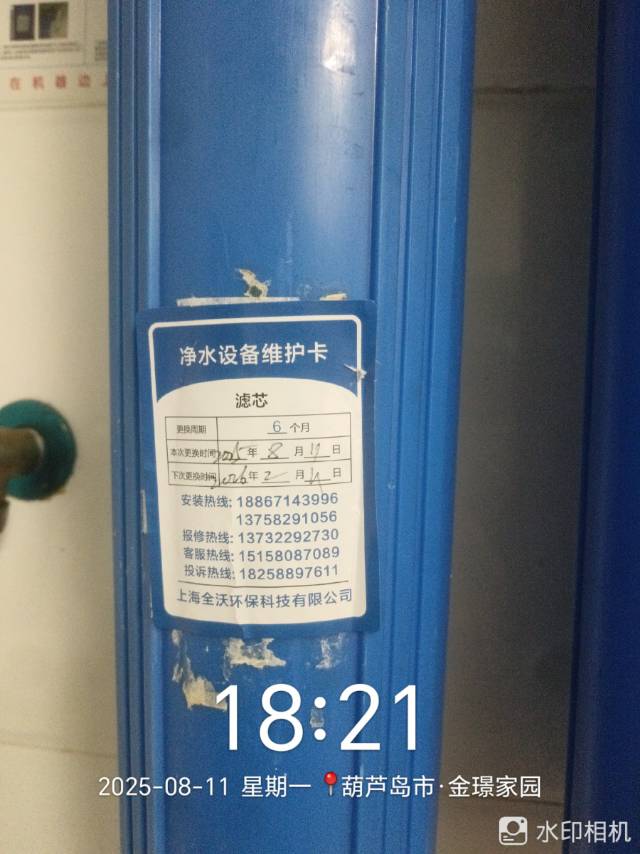 在机器边
净水设备维护卡
滤芯
更换周期 6 个月
本次更换时间 2025 年 8 月 11 日
下次更换时间 2026 年 2 月 11 日
安装热线: 18867143996
13758291056
报修热线: 13732292730
客服热线: 15158087089
投诉热线: 18258897611
上海全沃环保科技有限公司
18:21
2025-08-11 星期一 葫芦岛市·金璟家园
水印相机